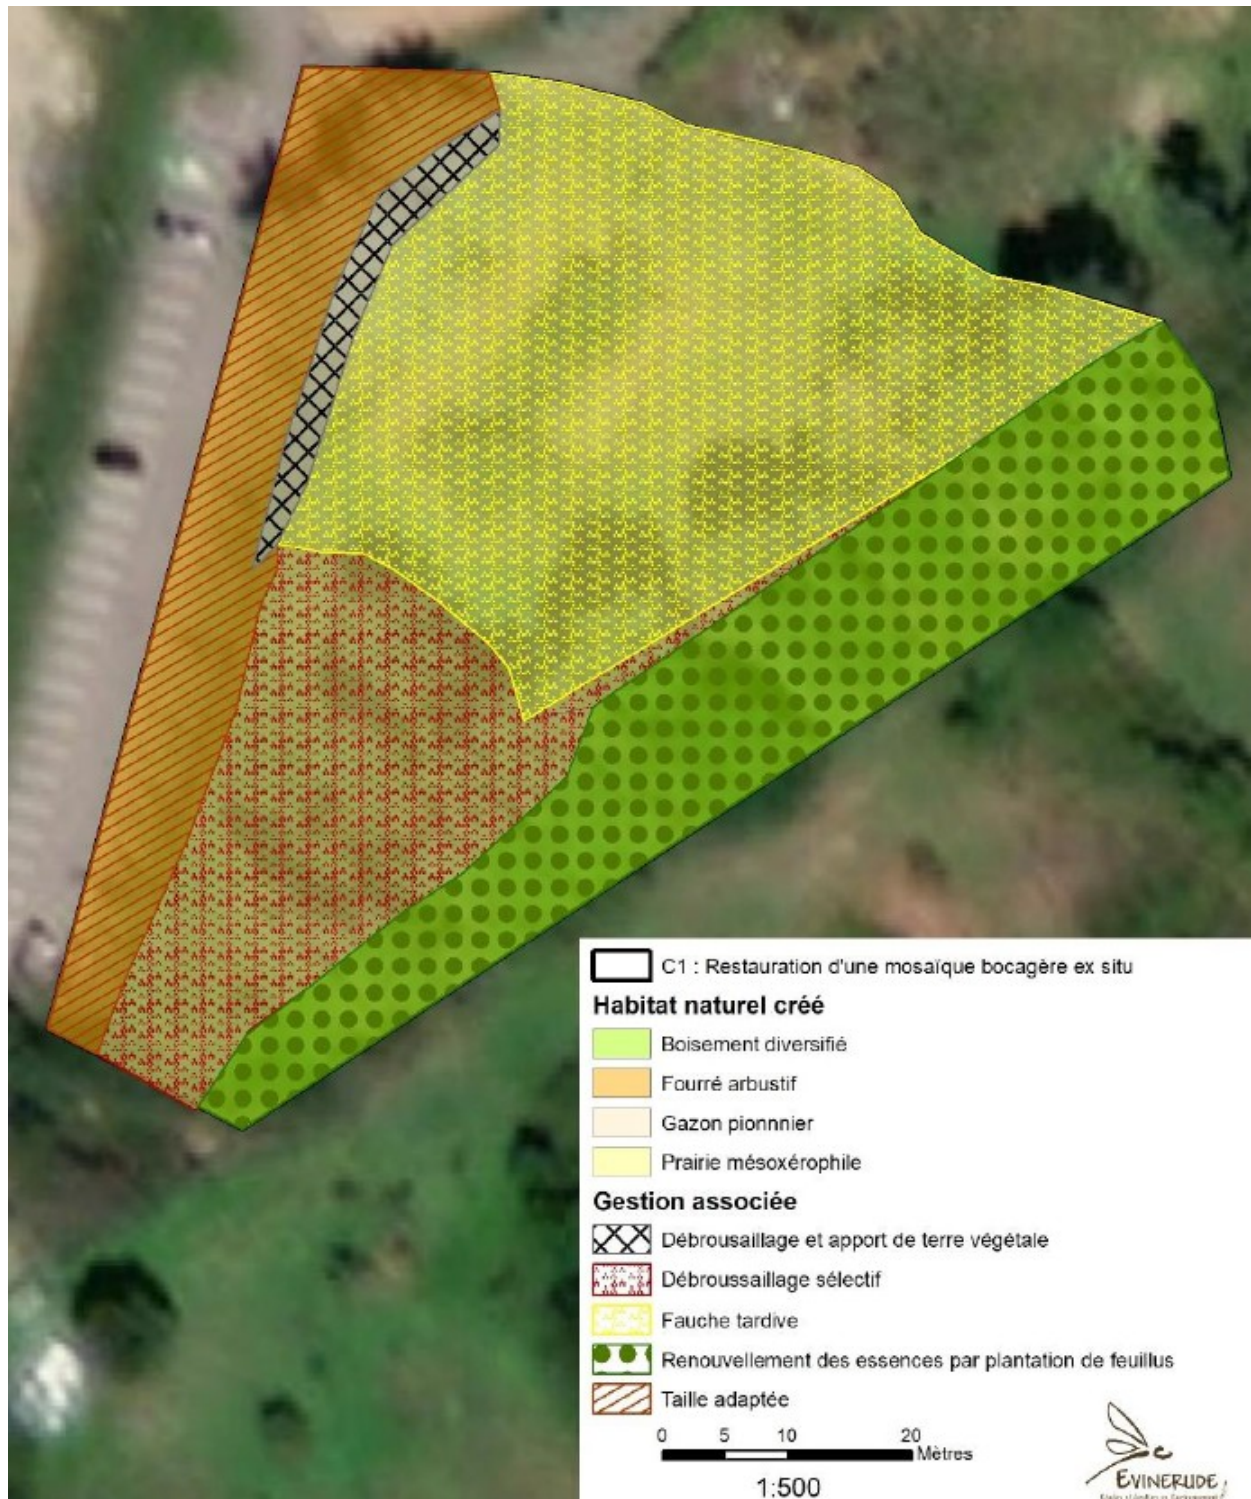 C1 : Restauration d'une mosaïque bocagère ex situ
Habitat naturel créé
Boisement diversifié
Fourré arbustif
Gazon pionnnier
Prairie mésoxérophile
Gestion associée
Débrousaillage et apport de terre végétale
Débroussaillage sélectif
Fauche tardive
Renouvellement des essences par plantation de feuillus
Taille adaptée
0 5 10 20
Mètres
1:500
EVINERUDE